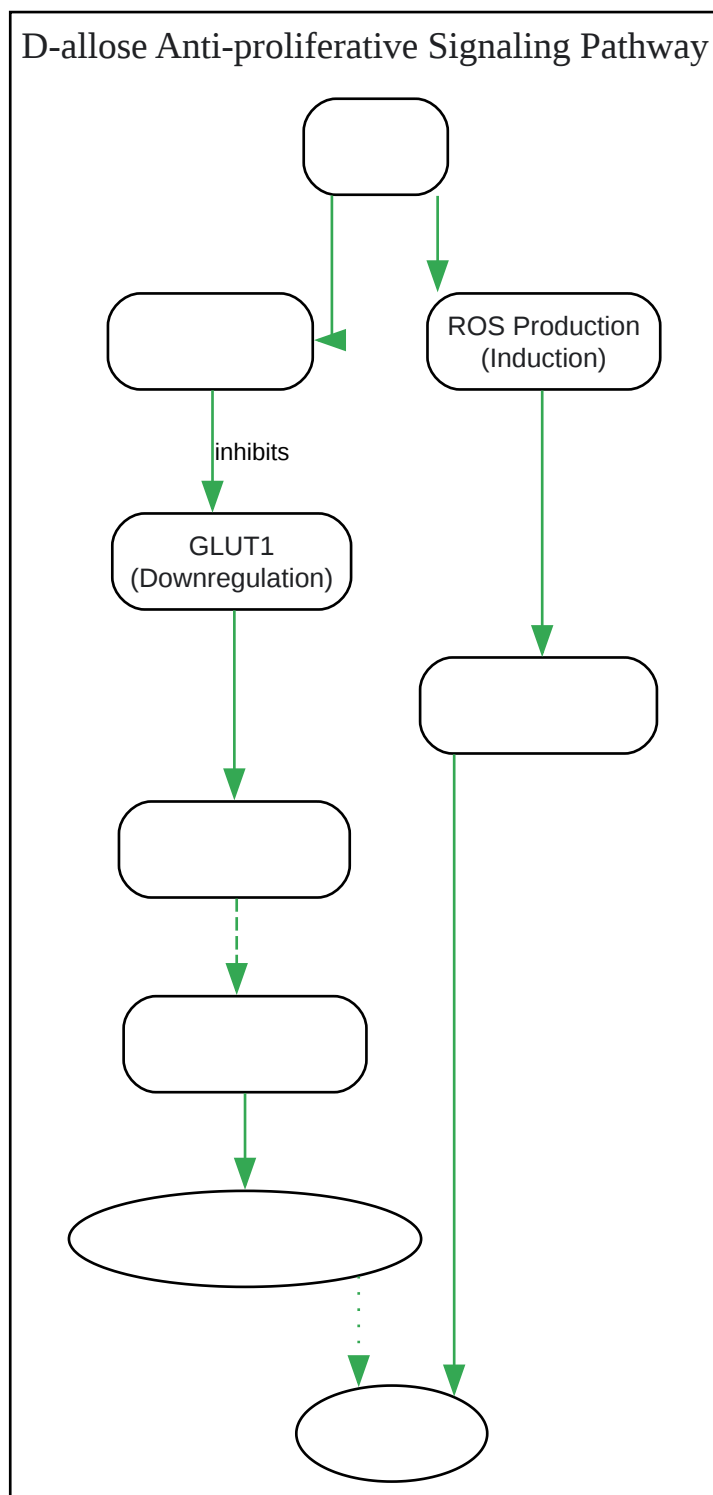 D-allose Anti-proliferative Signaling Pathway
ROS Production
(Induction)
inhibits
GLUT1
(Downregulation)